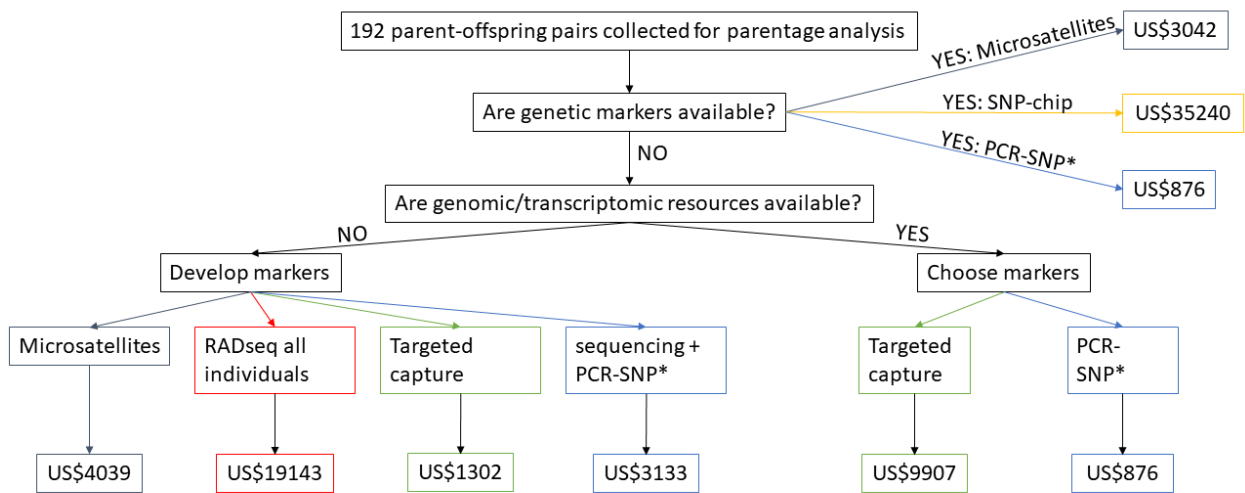 192 parent-offspring pairs collected for parentage analysis
YES: Microsatellites
US$3042
Are genetic markers available?
YES: SNP-chip
US$35240
YES: PCR-SNP*
US$876
NO
Are genomic/transcriptomic resources available?
NO
YES
Develop markers
Choose markers
Microsatellites
RADseq all
individuals
Targeted
capture
sequencing +
PCR-SNP*
Targeted
capture
PCR-
SNP*
US$4039
US$19143
US$1302
US$3133
US$9907
US$876